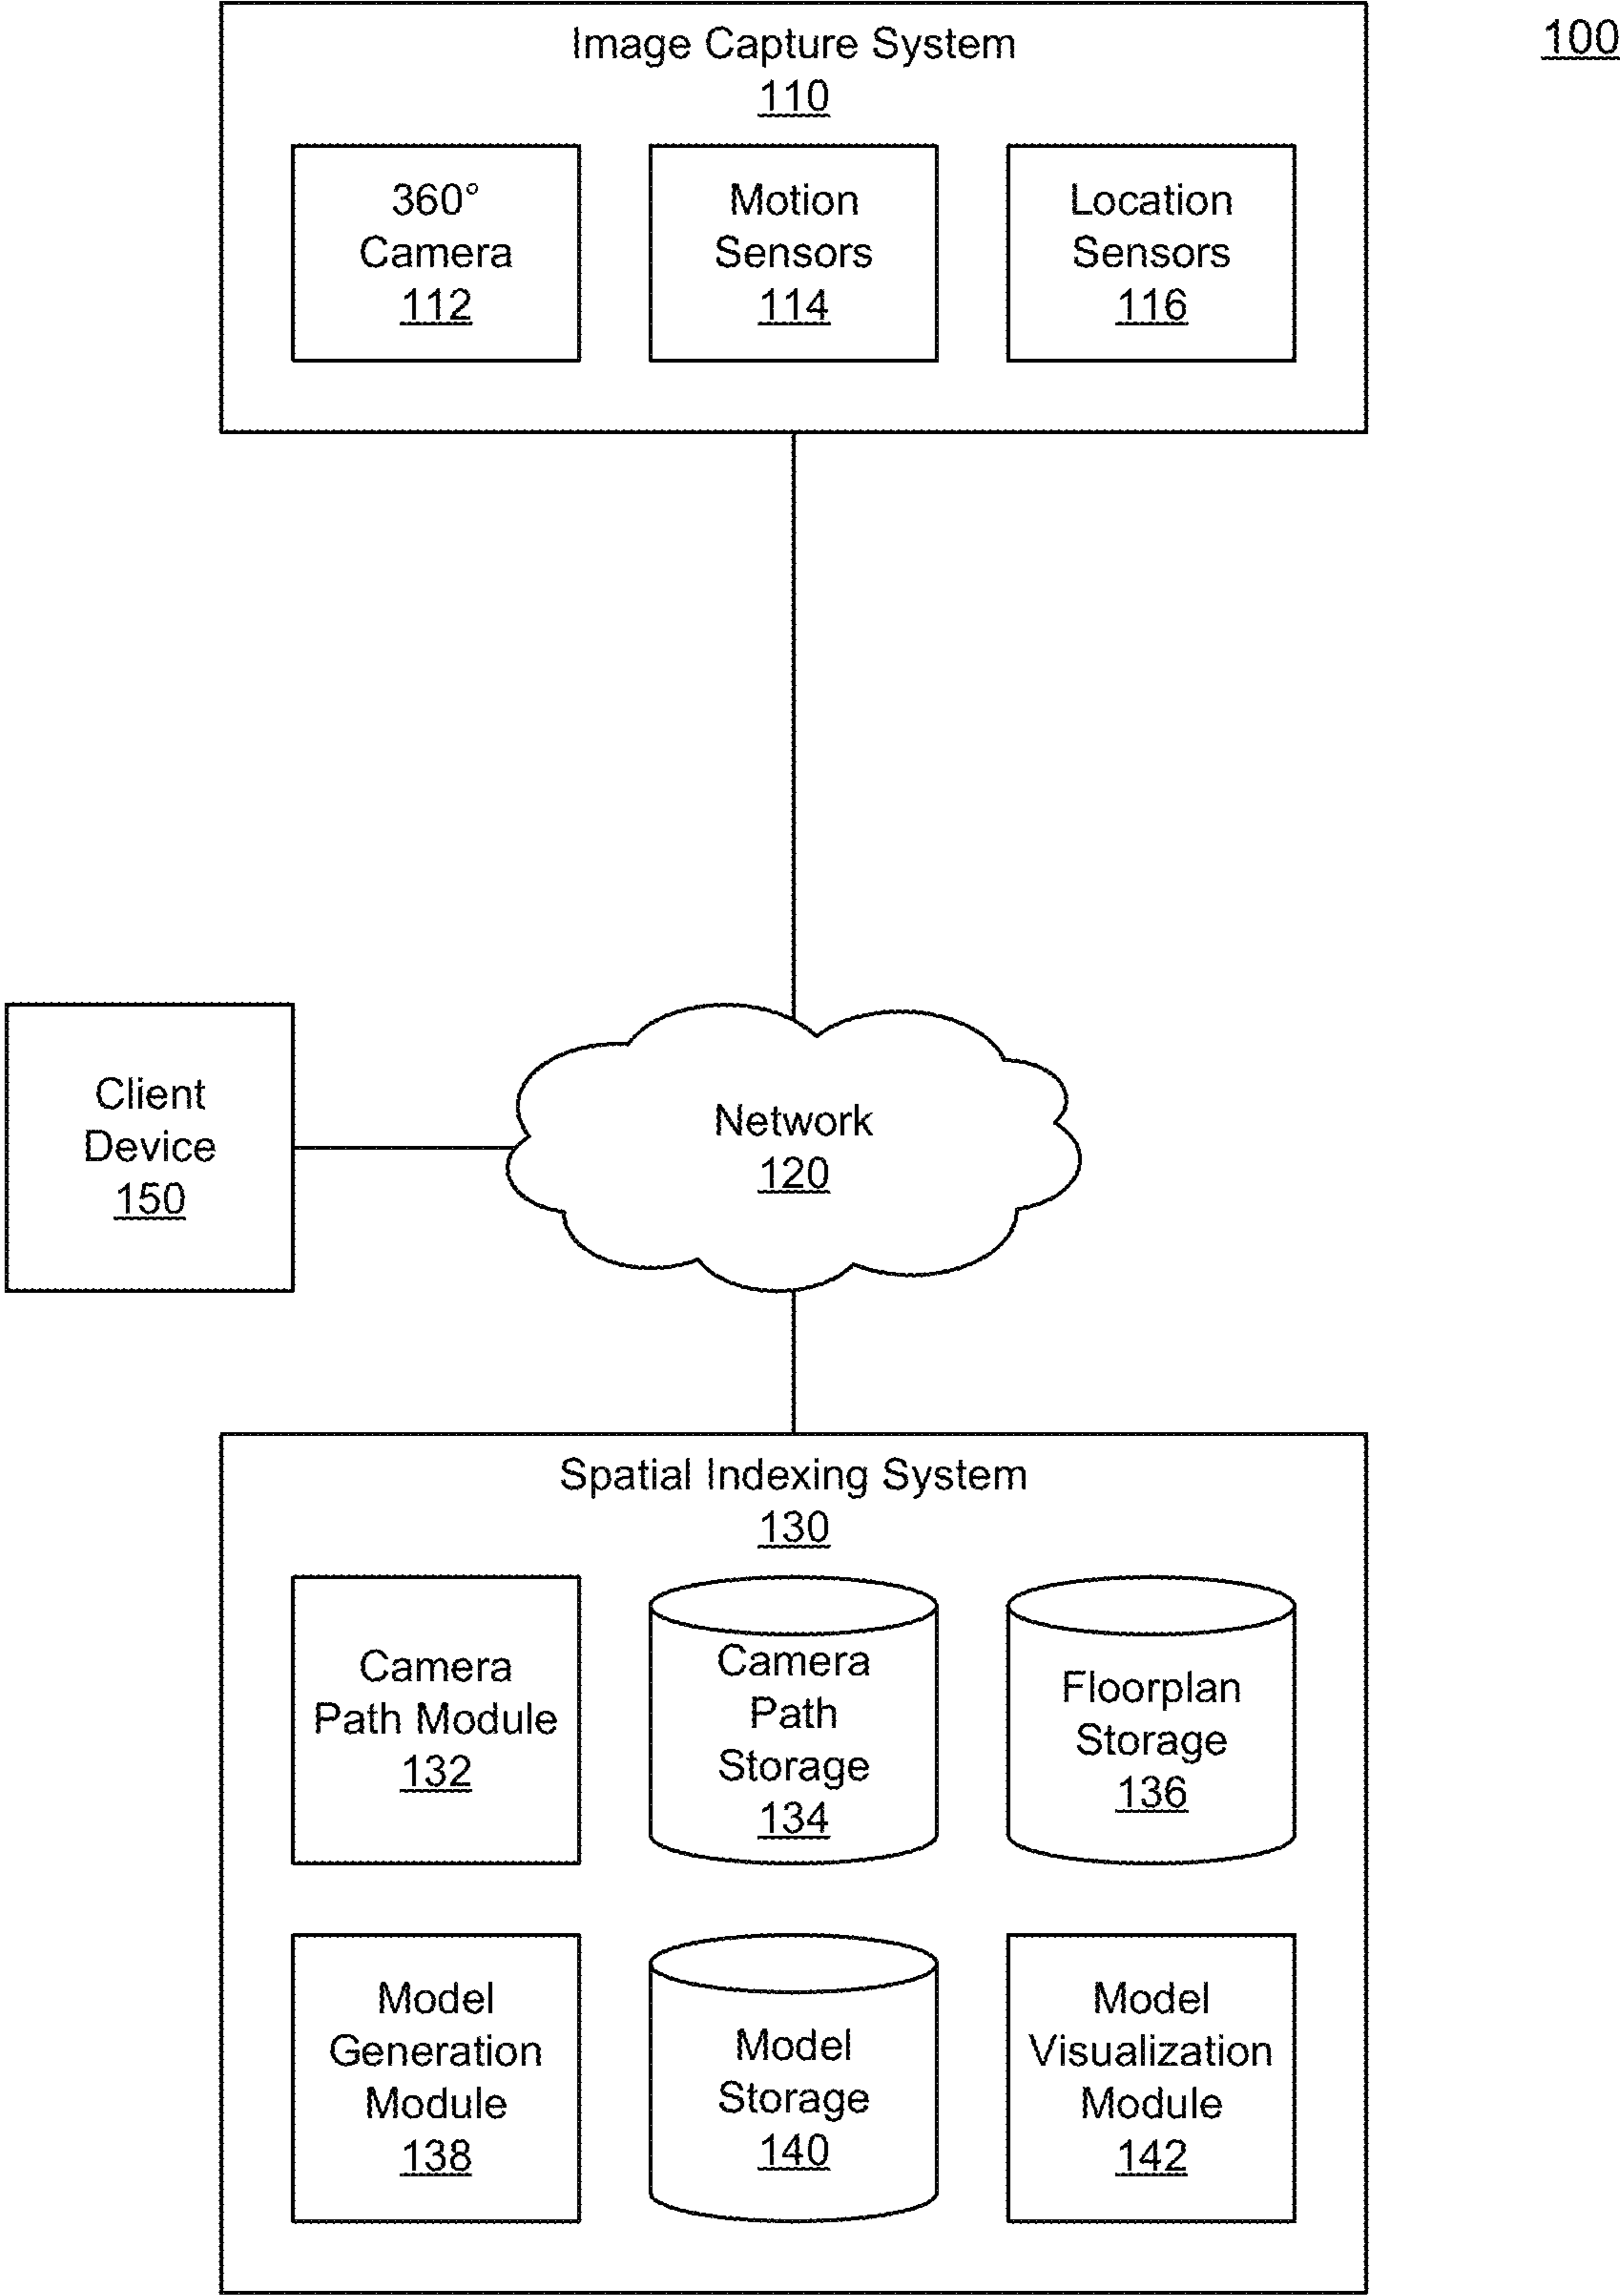 100
Image Capture System
110
360°
Camera
112
Motion
Sensors
114
Location
Sensors
116
Client
Device
150
Network
120
Spatial Indexing System
130
Camera
Path Module
132
Camera
Path
Storage
134
Floorplan
Storage
136
Model
Generation
Module
138
Model
Storage
140
Model
Visualization
Module
142